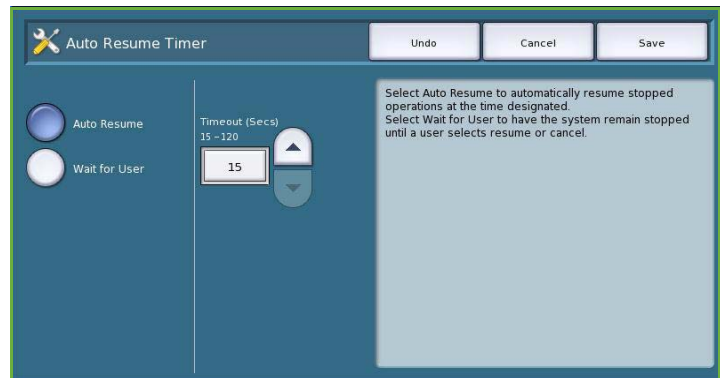 Auto Resume Timer
Undo
Cancel
Save
Auto Resume
Wait for User
Timeout (Secs)
15 –120
15
Select Auto Resume to automatically resume stopped
operations at the time designated.
Select Wait for User to have the system remain stopped
until a user selects resume or cancel.